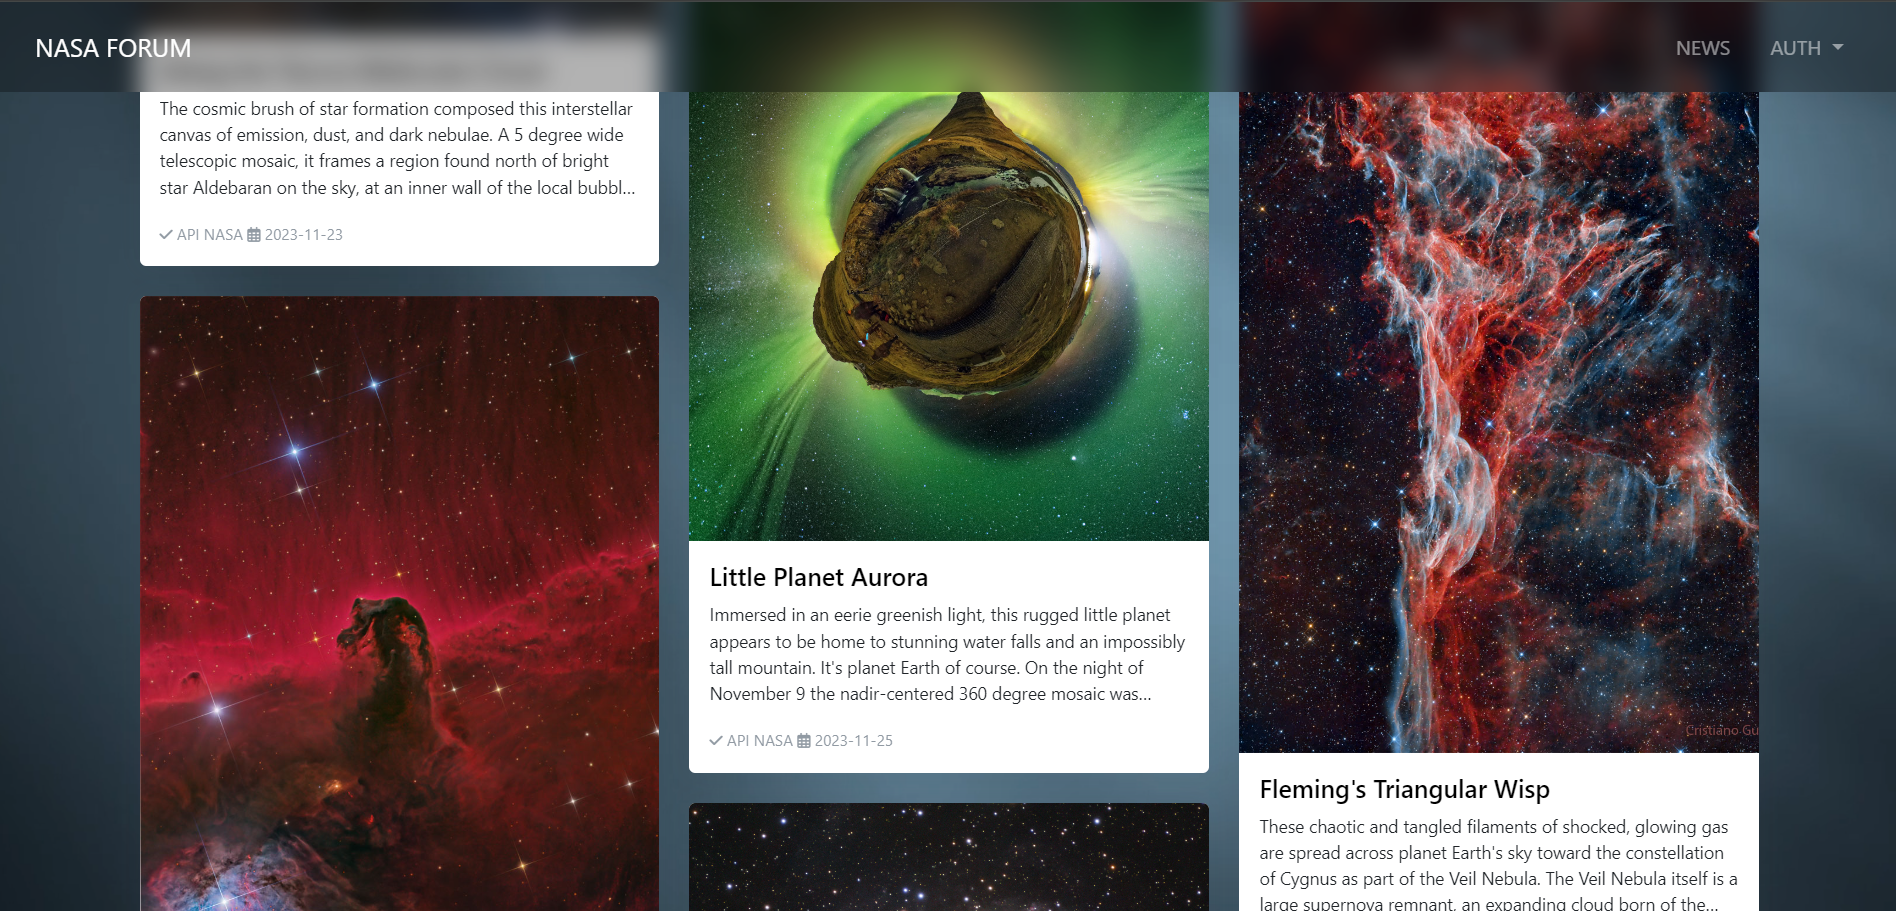 NASA FORUM
NEWS
AUTH
The cosmic brush of star formation composed this interstellar
canvas of emission, dust, and dark nebulae. A 5 degree wide
telescopic mosaic, it frames a region found north of bright
star Aldebaran on the sky, at an inner wall of the local bubbl...
API NASA 2023-11-23
Little Planet Aurora
Immersed in an eerie greenish light, this rugged little planet
appears to be home to stunning water falls and an impossibly
tall mountain. It's planet Earth of course. On the night of
November 9 the nadir-centered 360 degree mosaic was...
API NASA 2023-11-25
Cristiano Gu
Fleming's Triangular Wisp
These chaotic and tangled filaments of shocked, glowing gas
are spread across planet Earth's sky toward the constellation
of Cygnus as part of the Veil Nebula. The Veil Nebula itself is a
large supernova remnant, an expanding cloud born of the...